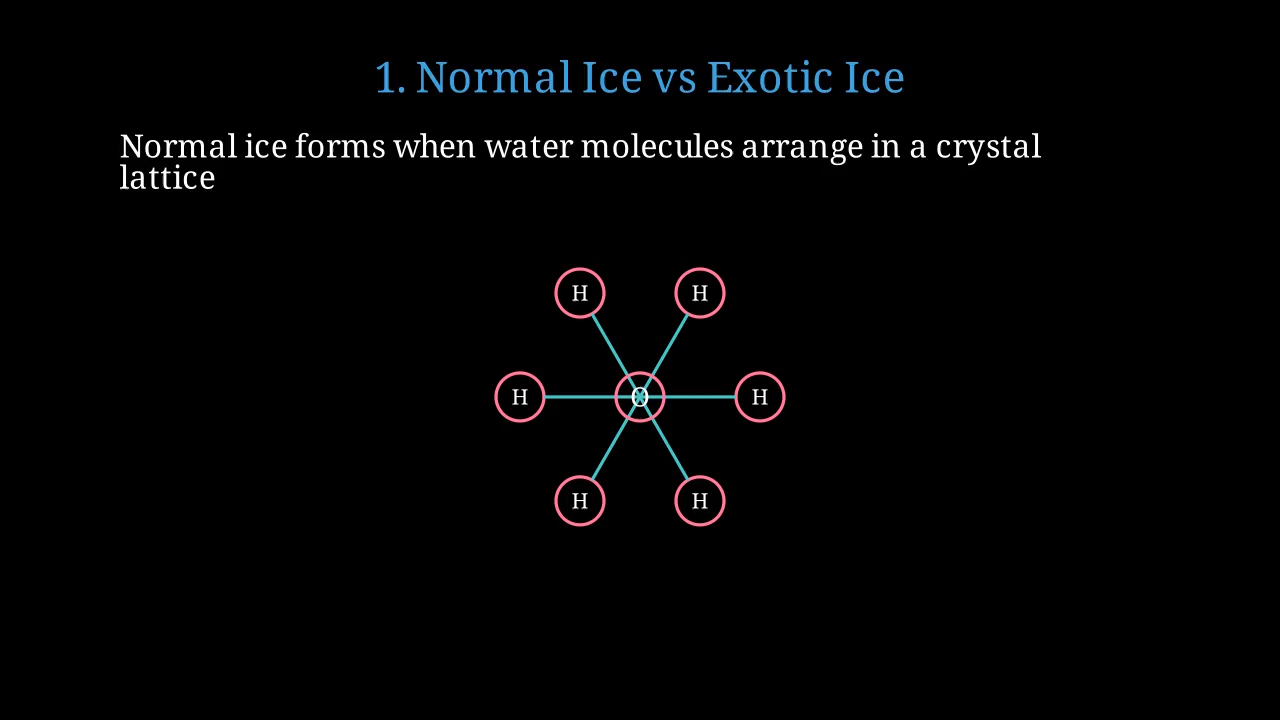 1. Normal Ice vs Exotic Ice
Normal ice forms when water molecules arrange in a crystal
lattice
H H
H O H
H H